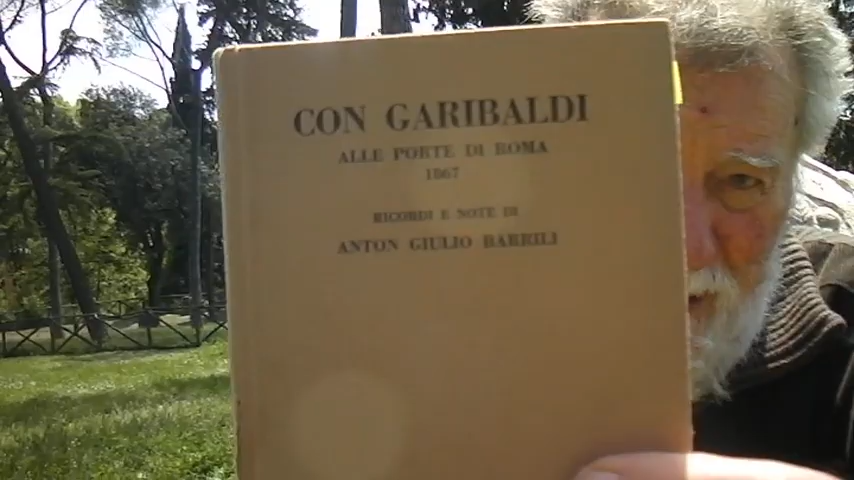 CON GARIBALDI
ALLE PORTE DI ROMA
1867
RICORDI E NOTE DI
ANTON GIULIO BARRILI